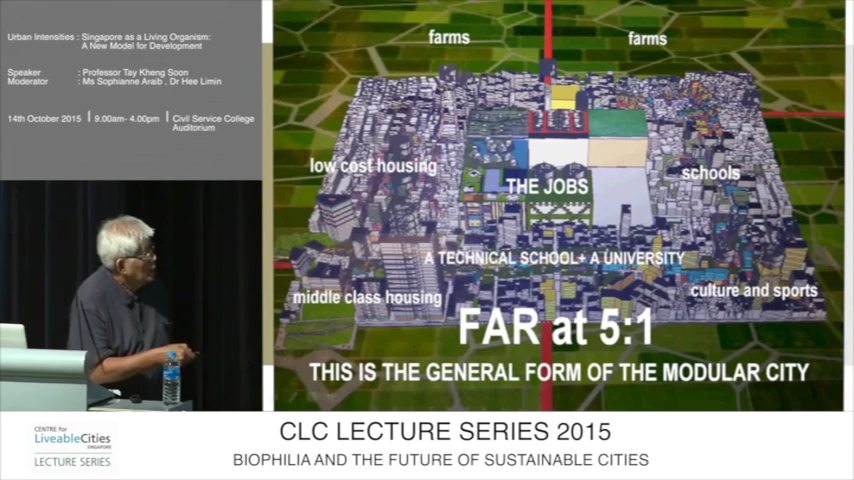 Urban Intensities : Singapore as a Living Organism:
A New Model for Development
Speaker : Professor Tay Kheng Soon
Moderator : Ms Sophianne Araib , Dr Hee Limin
14th October 2015 | 9.00am- 4.00pm | Civil Service College
Auditorium
farms farms
low cost housing
THE JOBS
schools
A TECHNICAL SCHOOL+ A UNIVERSITY
middle class housing
culture and sports
FAR at 5:1
THIS IS THE GENERAL FORM OF THE MODULAR CITY
CENTRE for
LiveableCities
SINGAPORE
LECTURE SERIES
CLC LECTURE SERIES 2015
BIOPHILIA AND THE FUTURE OF SUSTAINABLE CITIES